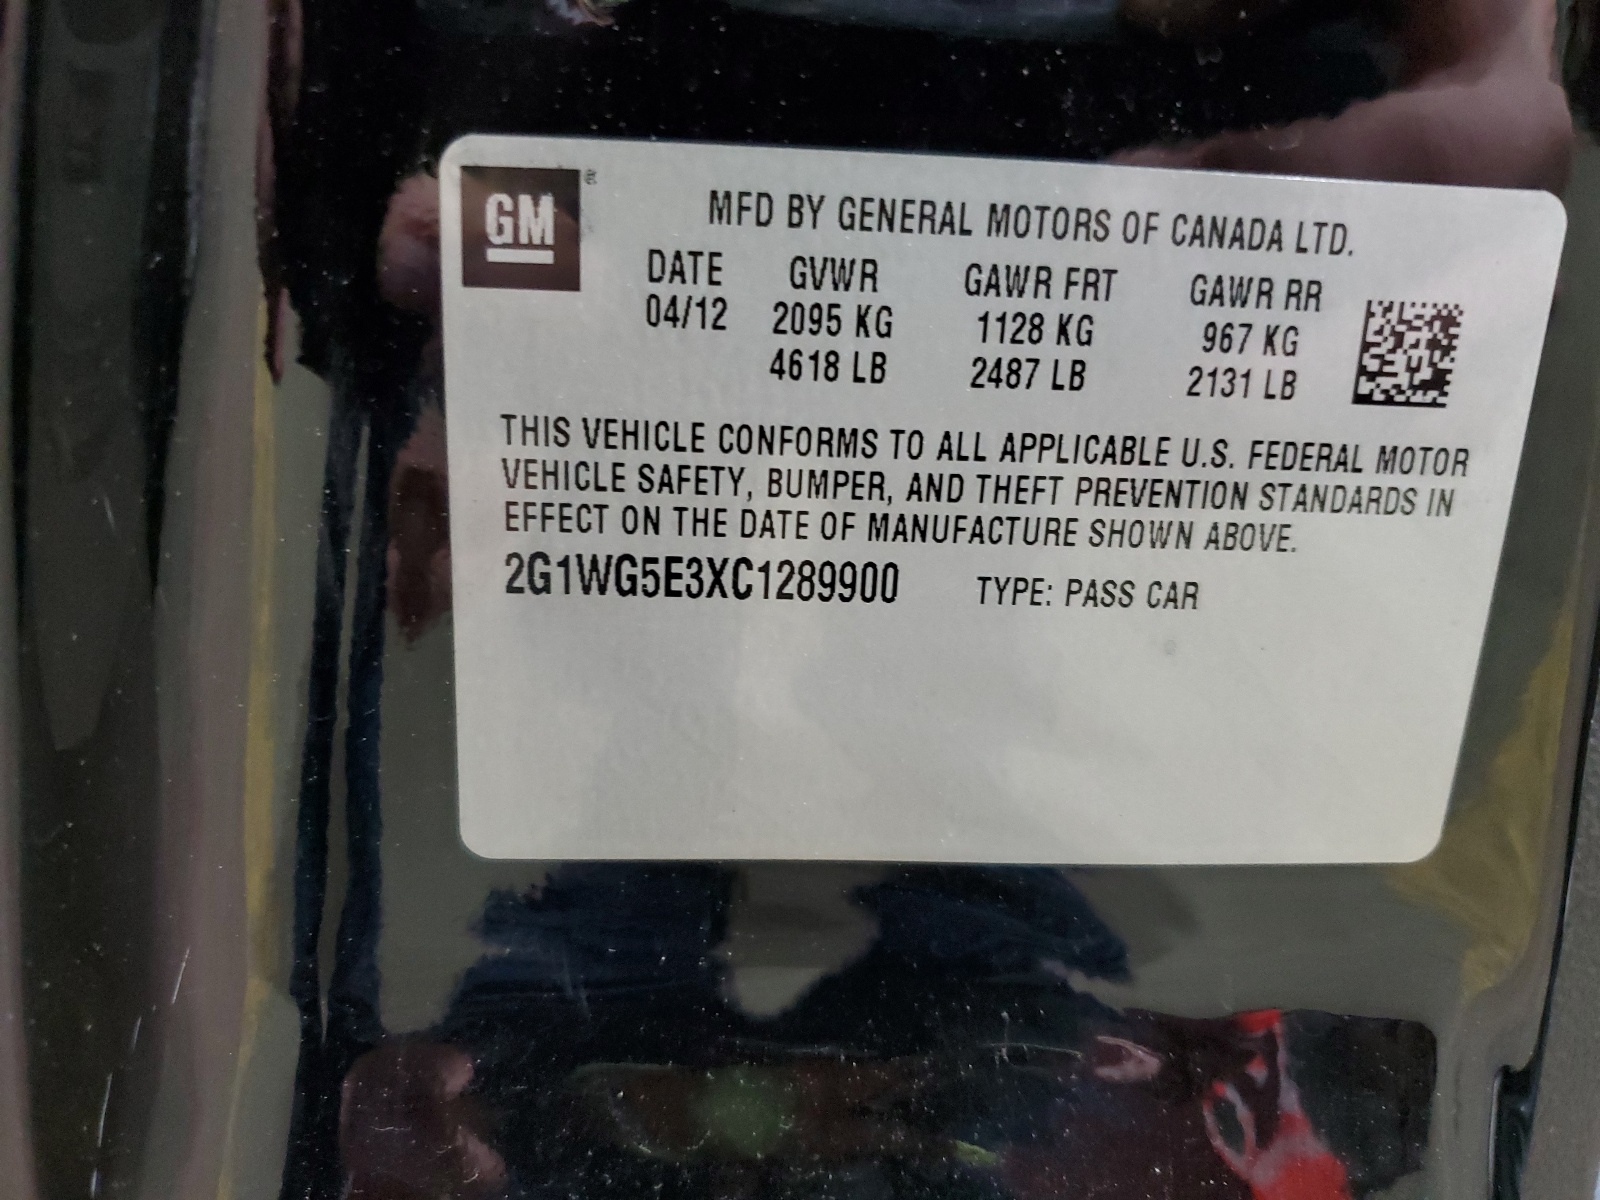 GM ®
MFD BY GENERAL MOTORS OF CANADA LTD.
DATE GVWR GAWR FRT GAWR RR
04/12 2095 KG 1128 KG 967 KG
4618 LB 2487 LB 2131 LB
THIS VEHICLE CONFORMS TO ALL APPLICABLE U.S. FEDERAL MOTOR
VEHICLE SAFETY, BUMPER, AND THEFT PREVENTION STANDARDS IN
EFFECT ON THE DATE OF MANUFACTURE SHOWN ABOVE.
2G1WG5E3XC1289900 TYPE: PASS CAR